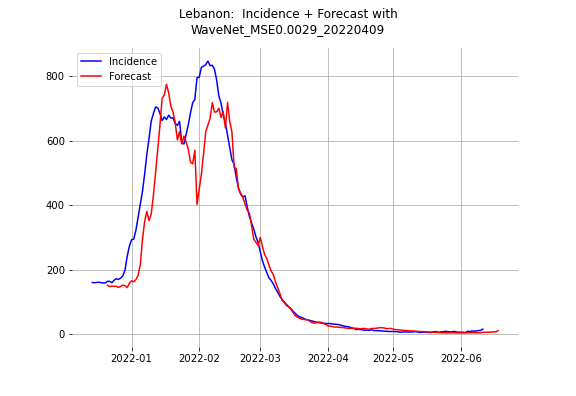 Lebanon:  Incidence + Forecast with
WaveNet_MSE0.0029_20220409
Incidence
Forecast
800
600
400
200
0
2022-01 2022-02 2022-03 2022-04 2022-05 2022-06